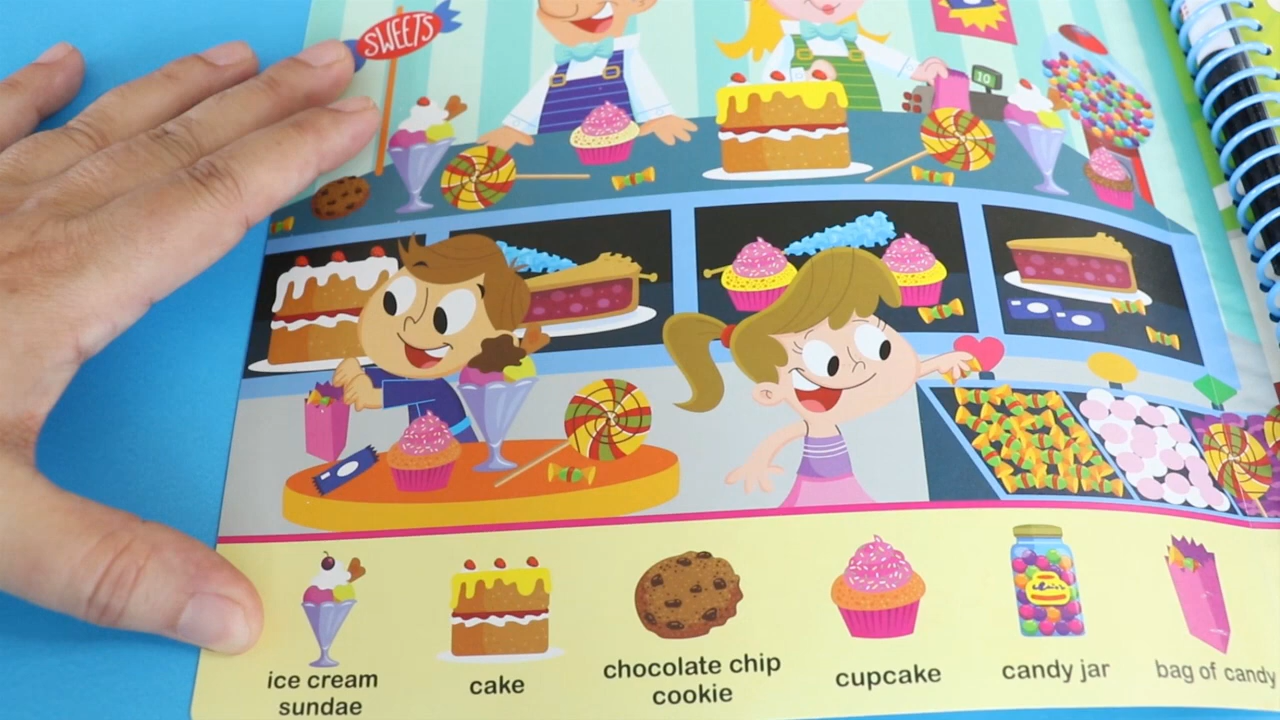 SWEETS
10
ice cream
sundae
cake
chocolate chip
cookie
cupcake
candy jar
bag of candy